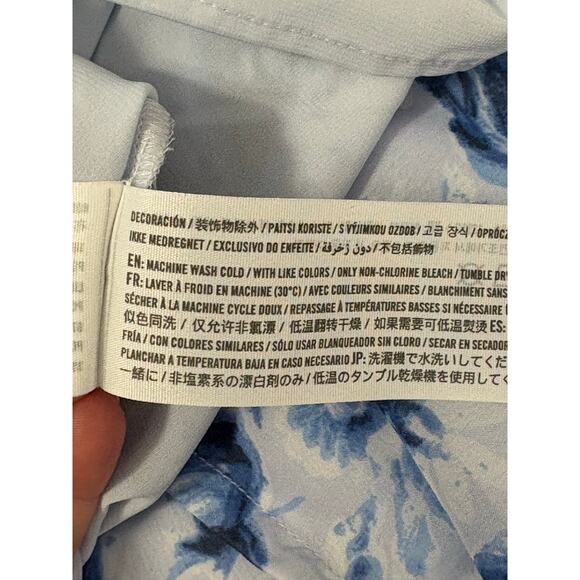 DECORACIÓN / 装饰物除外 / PAITSI KORISTE / S VÝJIMKOU OZDOB / 고급 장식 / OPRÓCZ
IKKE MEDREGNET / EXCLUSIVO DO ENFEITE / دون زخرفة / 不包括飾物
EN: MACHINE WASH COLD / WITH LIKE COLORS / ONLY NON-CHLORINE BLEACH / TUMBLE DRY
FR: LAVER À FROID EN MACHINE (30°C) / AVEC COULEURS SIMILAIRES / BLANCHIMENT SANS
SÉCHER À LA MACHINE CYCLE DOUX / REPASSAGE À TEMPÉRATURES BASSES SI NÉCESSAIRE
似色同洗 / 仅允许非氯漂 / 低温翻转干燥 / 如果需要可低温熨烫 ES:
FRÍA / CON COLORES SIMILARES / SÓLO USAR BLANQUEADOR SIN CLORO / SECAR EN SECADOR
PLANCHAR A TEMPERATURA BAJA EN CASO NECESARIO JP: 洗濯機で水洗いしてくだ
一緒に / 非塩素系の漂白剤のみ / 低温のタンブル乾燥機を使用してく